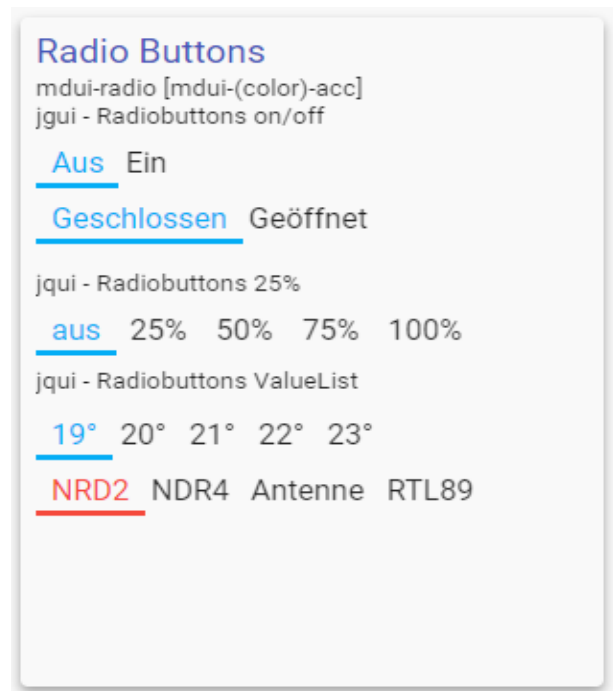 Radio Buttons
mdui-radio [mdui-(color)-acc]
jgui - Radiobuttons on/off
Aus Ein
Geschlossen Geöffnet
jqui - Radiobuttons 25%
aus 25% 50% 75% 100%
jqui - Radiobuttons ValueList
19° 20° 21° 22° 23°
NRD2 NDR4 Antenne RTL89